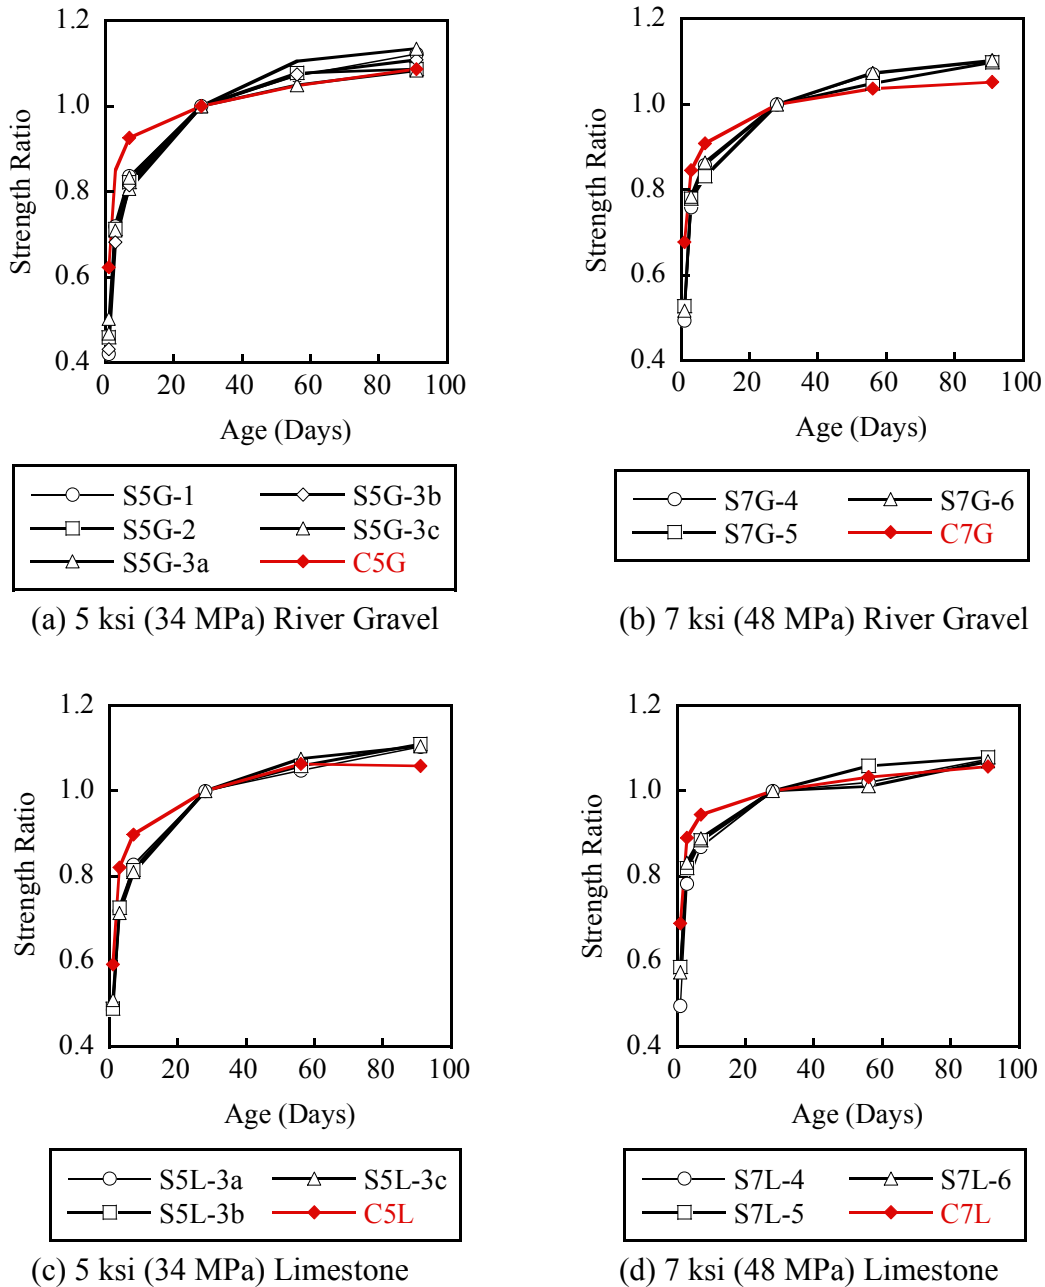 1.2
1.0
0.8
0.6
0.4
Strength Ratio
0 20 40 60 80 100
Age (Days)
S5G-1 S5G-3b
S5G-2 S5G-3c
S5G-3a C5G
(a) 5 ksi (34 MPa) River Gravel
1.2
1.0
0.8
0.6
0.4
Strength Ratio
0 20 40 60 80 100
Age (Days)
S7G-4 S7G-6
S7G-5 C7G
(b) 7 ksi (48 MPa) River Gravel
1.2
1.0
0.8
0.6
0.4
Strength Ratio
0 20 40 60 80 100
Age (Days)
S5L-3a S5L-3c
S5L-3b C5L
(c) 5 ksi (34 MPa) Limestone
1.2
1.0
0.8
0.6
0.4
Strength Ratio
0 20 40 60 80 100
Age (Days)
S7L-4 S7L-6
S7L-5 C7L
(d) 7 ksi (48 MPa) Limestone